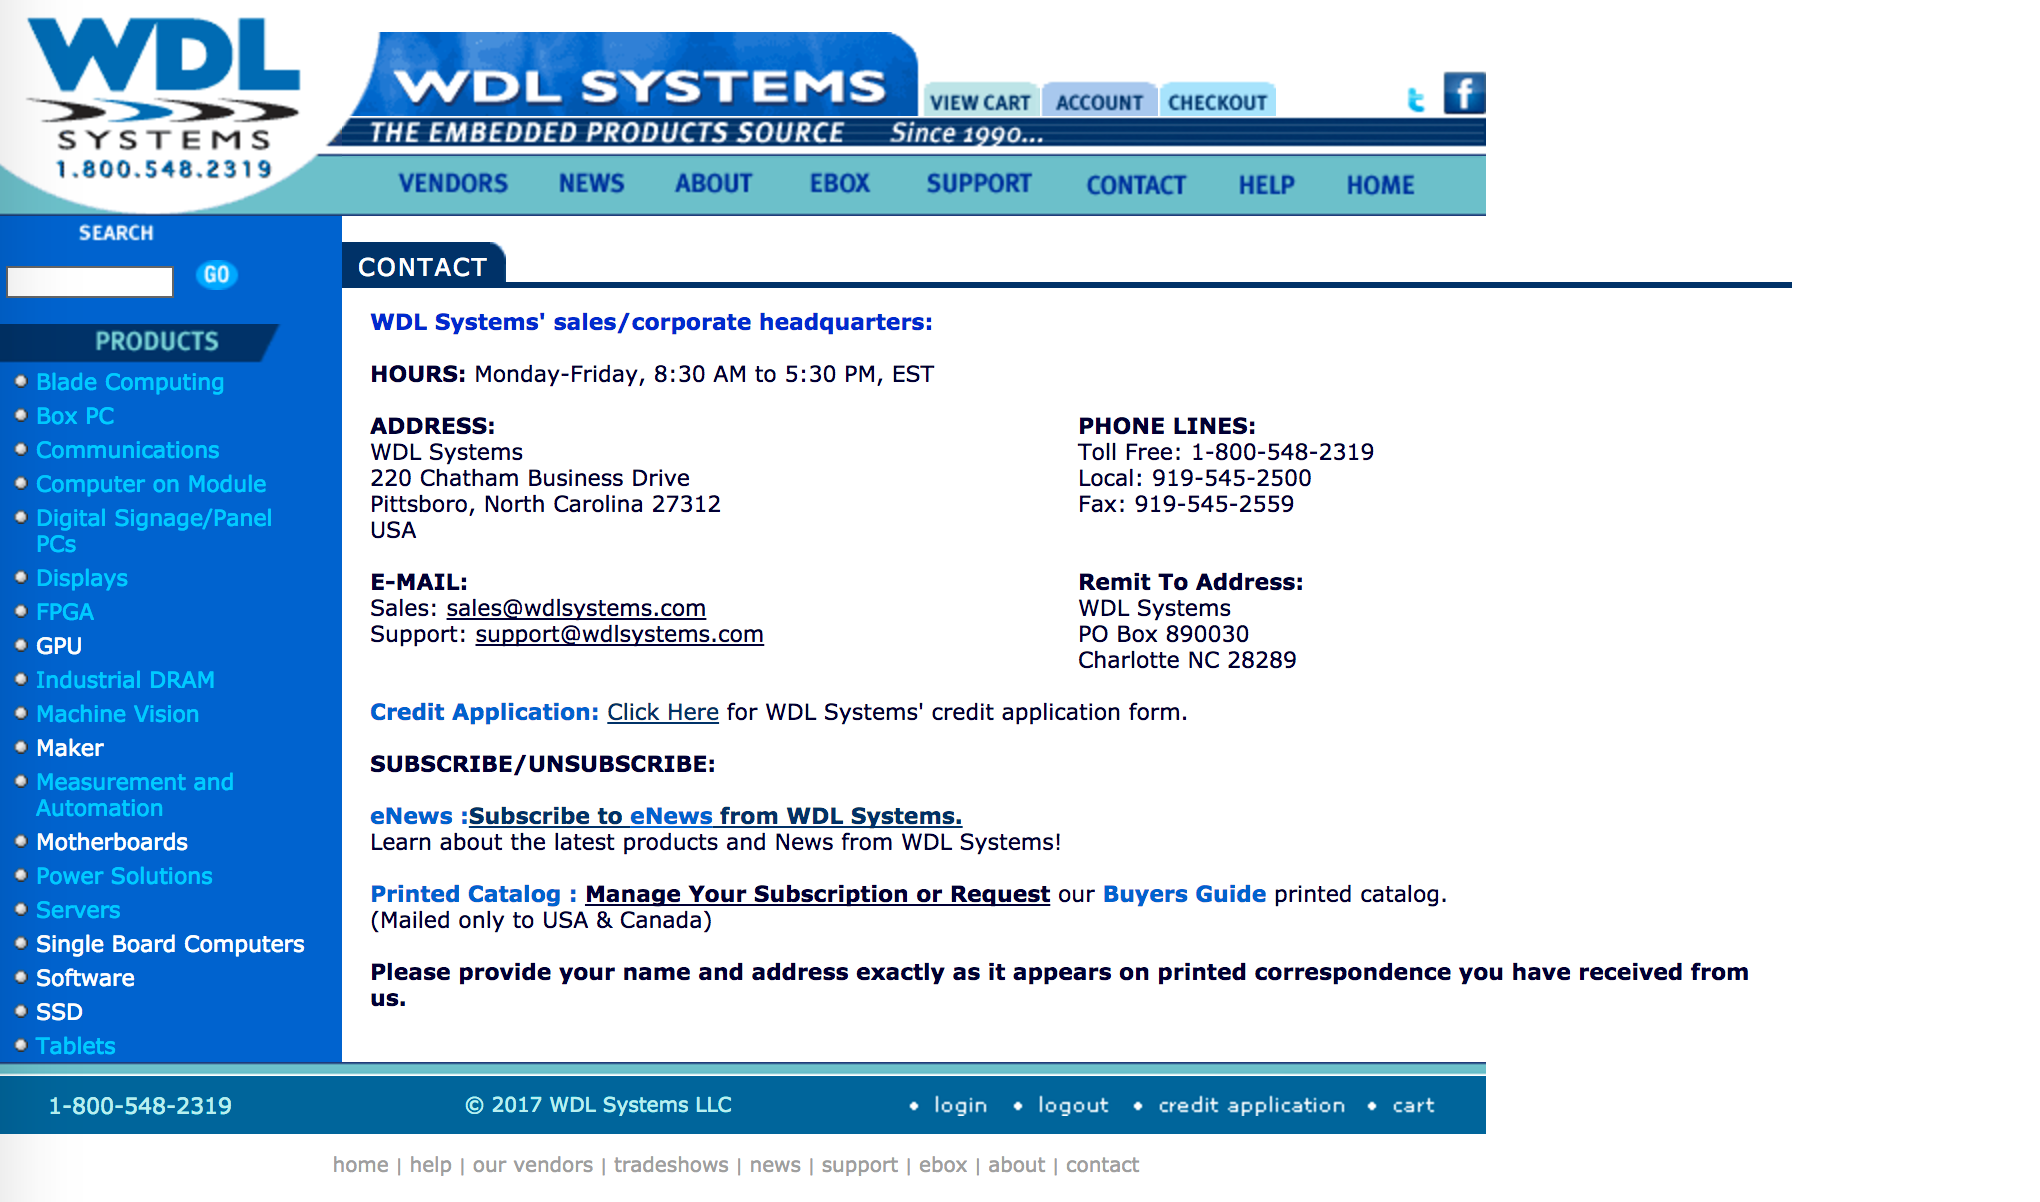 WDL
SYSTEMS
1.800.548.2319
WDL SYSTEMS
VIEW CART
ACCOUNT
CHECKOUT
THE EMBEDDED PRODUCTS SOURCE Since 1990...
VENDORS
NEWS
ABOUT
EBOX
SUPPORT
CONTACT
HELP
HOME
SEARCH
GO
PRODUCTS
Blade Computing
Box PC
Communications
Computer on Module
Digital Signage/Panel
PCs
Displays
FPGA
GPU
Industrial DRAM
Machine Vision
Maker
Measurement and
Automation
Motherboards
Power Solutions
Servers
Single Board Computers
Software
SSD
Tablets
CONTACT
WDL Systems' sales/corporate headquarters:
HOURS: Monday-Friday, 8:30 AM to 5:30 PM, EST
ADDRESS:
WDL Systems
220 Chatham Business Drive
Pittsboro, North Carolina 27312
USA
PHONE LINES:
Toll Free: 1-800-548-2319
Local: 919-545-2500
Fax: 919-545-2559
E-MAIL:
Sales: sales@wdlsystems.com
Support: support@wdlsystems.com
Remit To Address:
WDL Systems
PO Box 890030
Charlotte NC 28289
Credit Application: Click Here for WDL Systems' credit application form.
SUBSCRIBE/UNSUBSCRIBE:
eNews :Subscribe to eNews from WDL Systems.
Learn about the latest products and News from WDL Systems!
Printed Catalog : Manage Your Subscription or Request our Buyers Guide printed catalog.
(Mailed only to USA & Canada)
Please provide your name and address exactly as it appears on printed correspondence you have received from
us.
1-800-548-2319
© 2017 WDL Systems LLC
• login • logout • credit application • cart
home | help | our vendors | tradeshows | news | support | ebox | about | contact